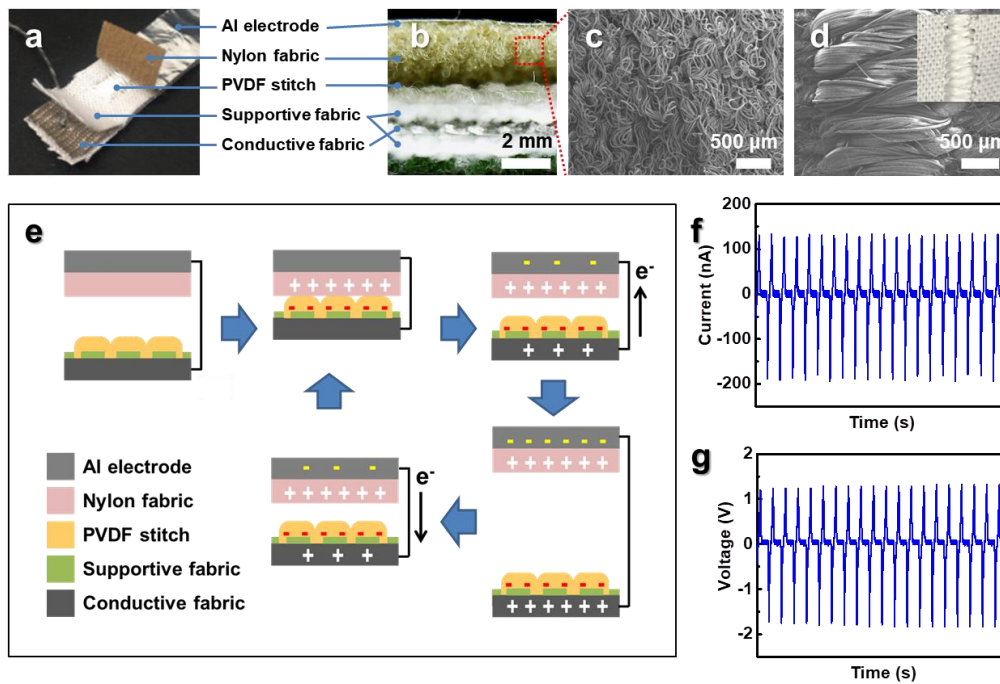 a
Al electrode
Nylon fabric
PVDF stitch
Supportive fabric
Conductive fabric
b
2 mm
c
500 µm
d
500 µm
e
+ + + + + +
- - - - - -
- - -
+ + + + + +
- - - - - -
+ + +
e-
- - - - - -
+ + + + + +
- - - - - -
+ + + + + +
- - -
+ + + + + +
- - - - - -
+ + +
e-
Al electrode
Nylon fabric
PVDF stitch
Supportive fabric
Conductive fabric
f
200
100
0
-100
-200
Current (nA)
Time (s)
g
2
1
0
-1
-2
Voltage (V)
Time (s)